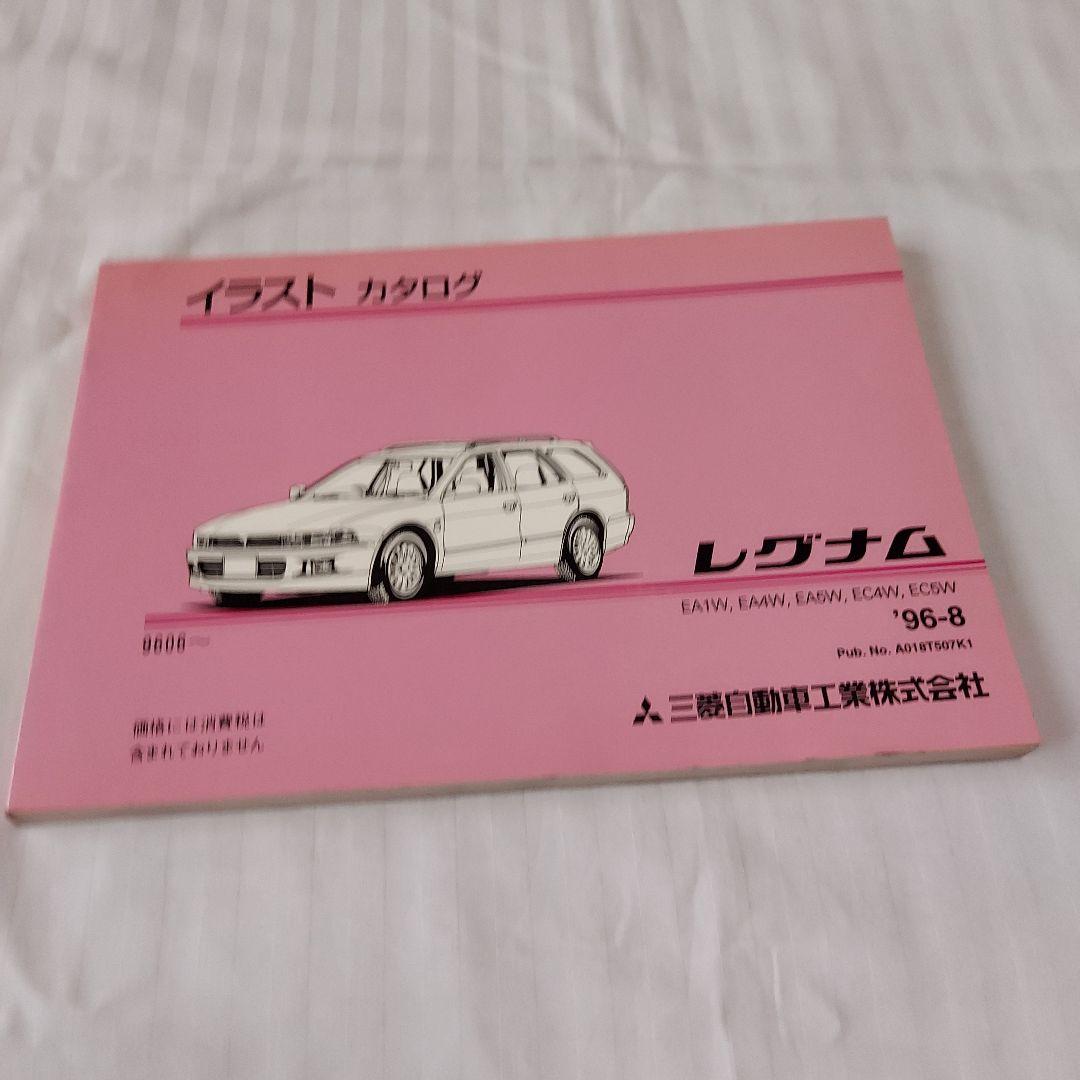 イラスト カタログ
レグナム
EA1W, EA4W, EA5W, EC4W, EC5W
'96-8
9608～
Pub. No. A018T507K1
三菱自動車工業株式会社
価格には消費税は
含まれておりません